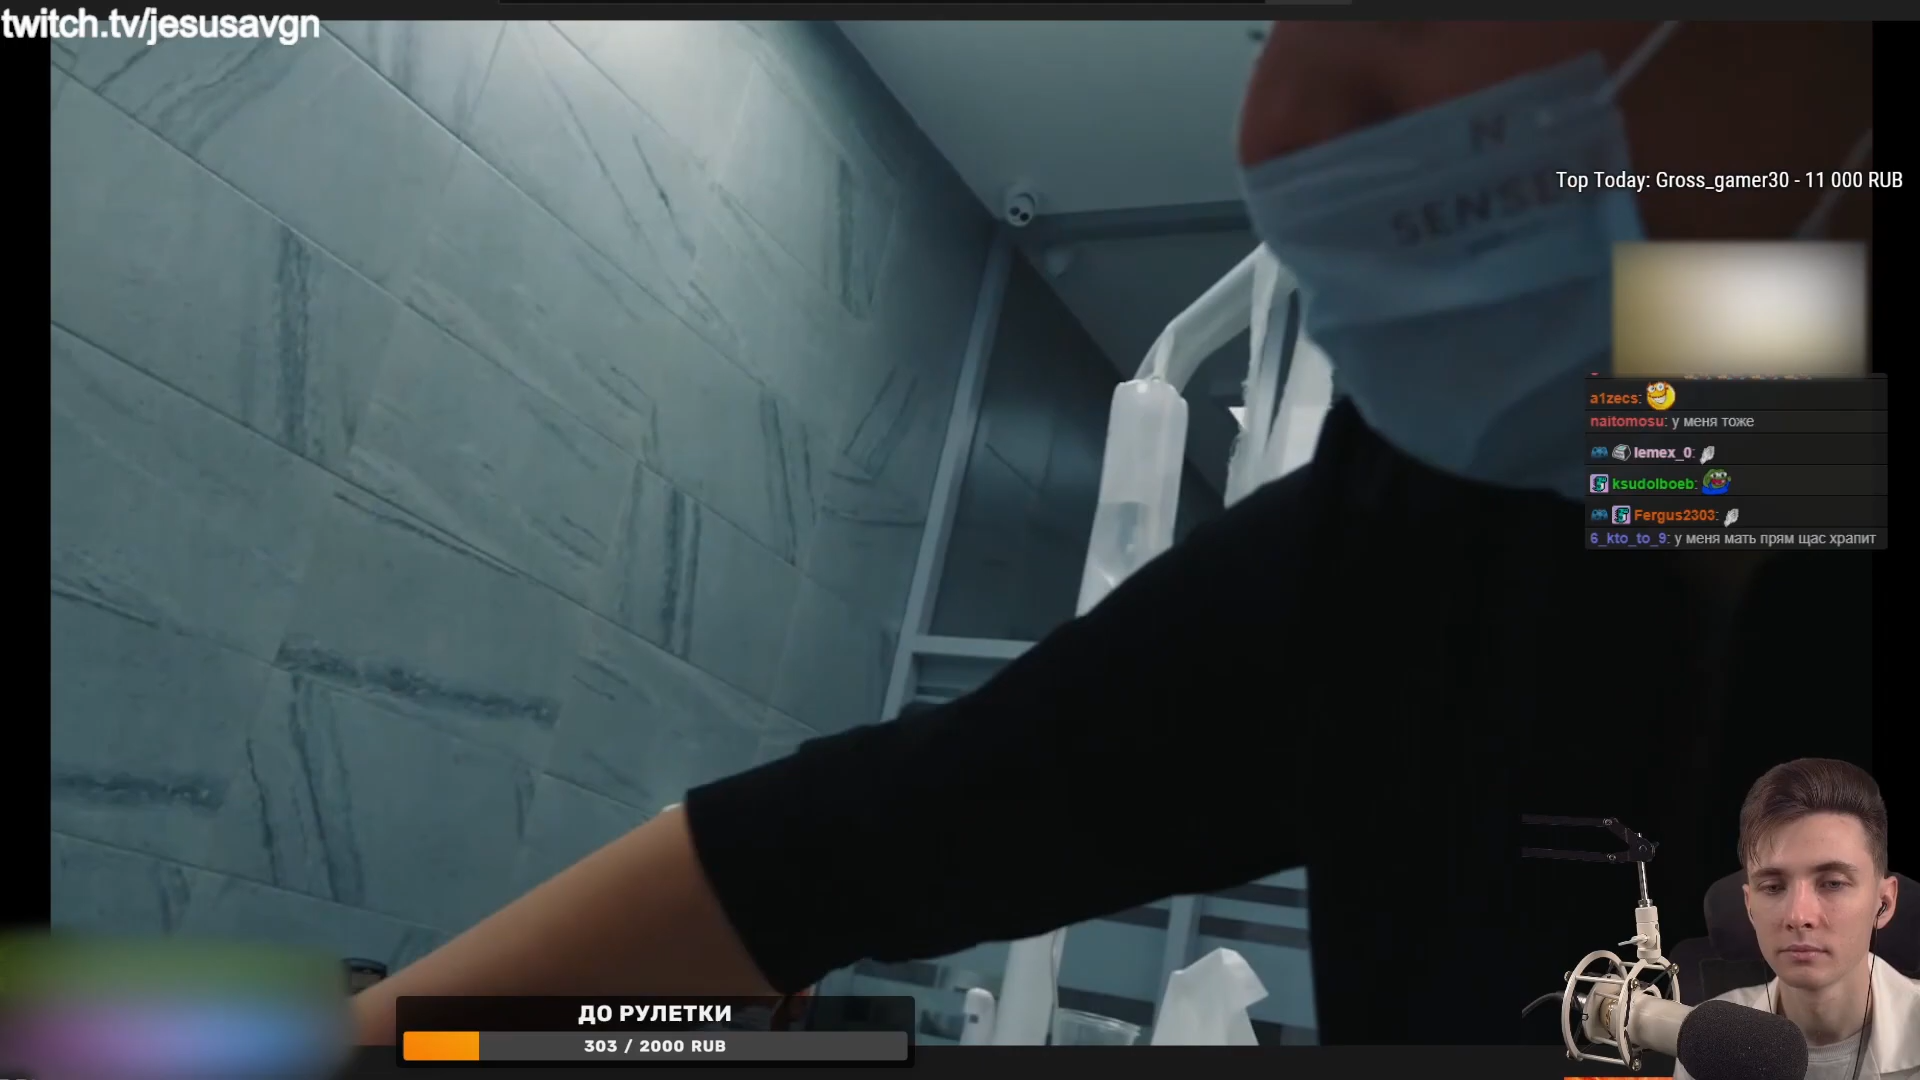 twitch.tv/jesusavgn
N
SENSE
Top Today: Gross_gamer30 - 11 000 RUB
a1zecs:
naitomosu: у меня тоже
lemex_0:
ksudolboeb:
Fergus2303:
6_kto_to_9: у меня мать прям щас храпит
ДО РУЛЕТКИ
303 / 2000 RUB